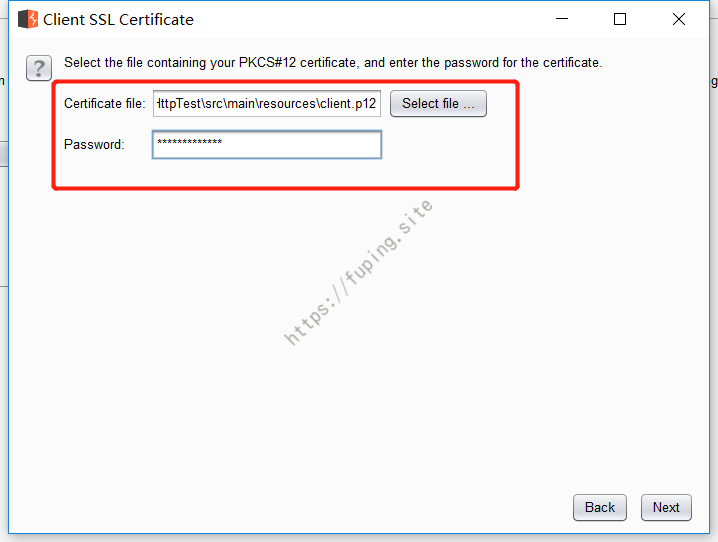 Client SSL Certificate
Select the file containing your PKCS#12 certificate, and enter the password for the certificate.
Certificate file: HttpTest\src\main\resources\client.p12 Select file ...
Password: *************
https://fuping.site
Back Next